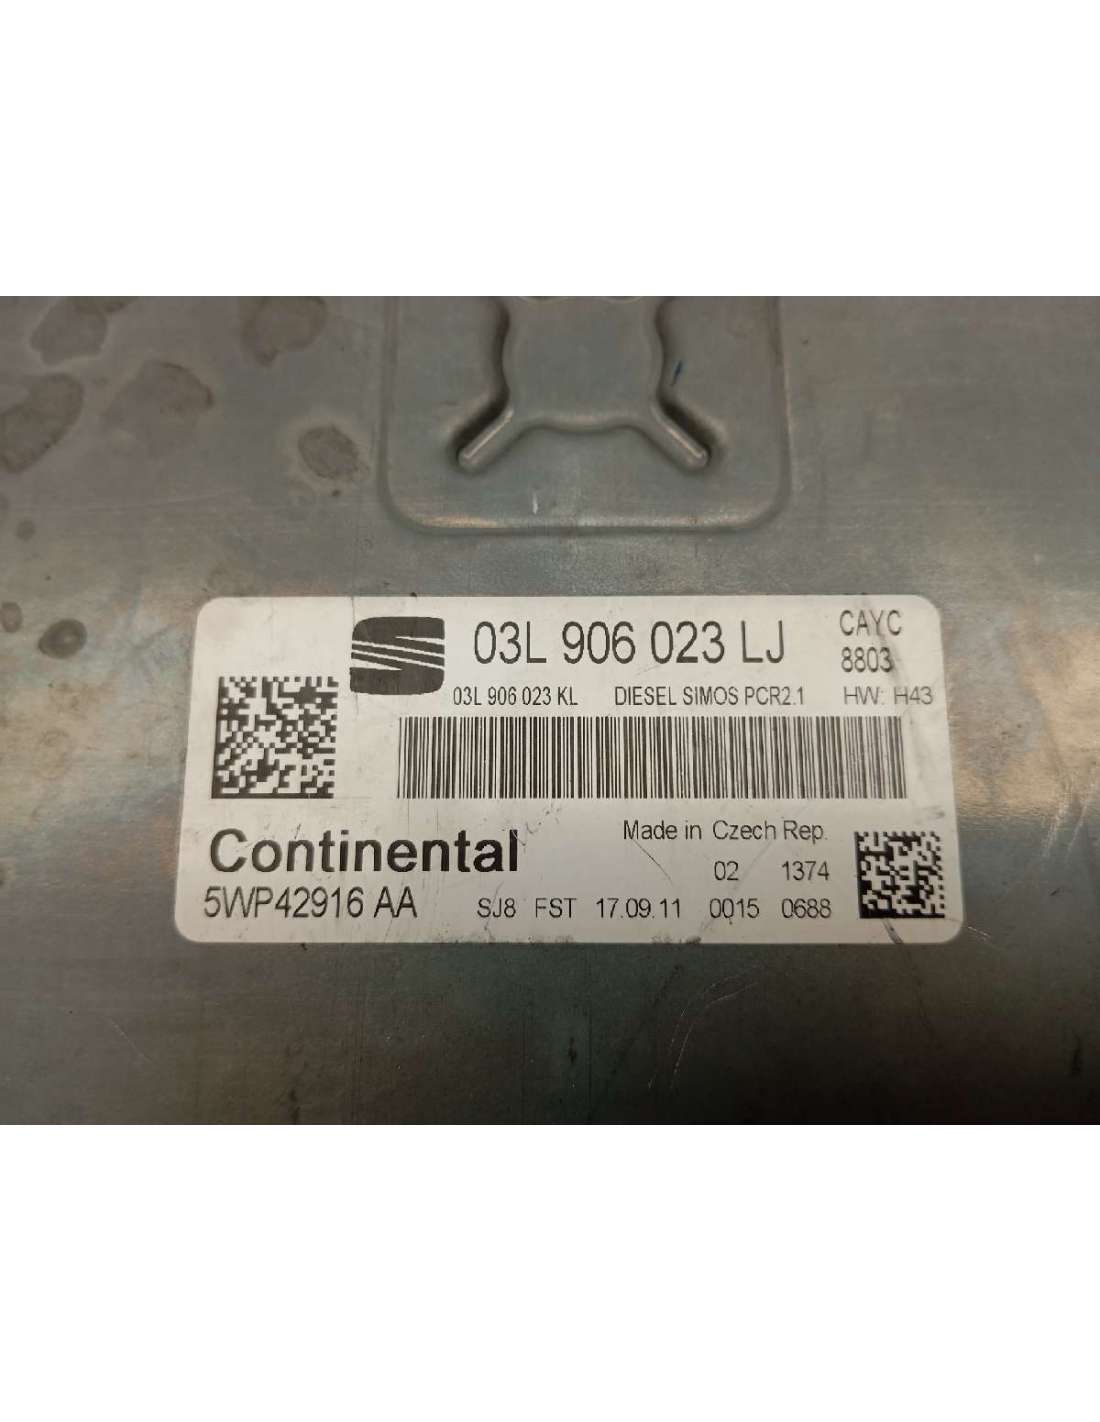 03L 906 023 LJ CAYC
8803
03L 906 023 KL DIESEL SIMOS PCR2.1 HW: H43
Made in Czech Rep.
Continental
02 1374
5WP42916 AA SJ8 FST 17.09.11 0015 0688